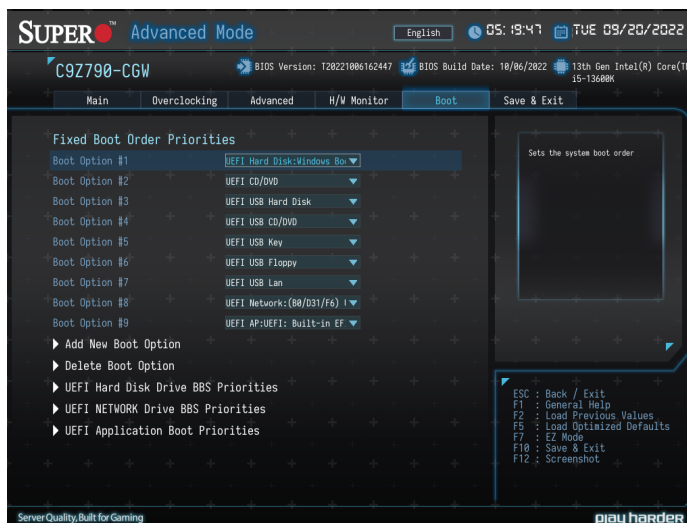 SUPER™ Advanced Mode
English
05:19:47
TUE 09/20/2022
C9Z790-CGW
BIOS Version: T20221006162447
BIOS Build Date: 10/06/2022
13th Gen Intel(R) Core(T
i5-13600K
Main Overclocking Advanced H/W Monitor Boot Save & Exit
Fixed Boot Order Priorities
Boot Option #1 UEFI Hard Disk:Windows Boo
Boot Option #2 UEFI CD/DVD
Boot Option #3 UEFI USB Hard Disk
Boot Option #4 UEFI USB CD/DVD
Boot Option #5 UEFI USB Key
Boot Option #6 UEFI USB Floppy
Boot Option #7 UEFI USB Lan
Boot Option #8 UEFI Network:(B0/D31/F6)
Boot Option #9 UEFI AP:UEFI: Built-in EF
Add New Boot Option
Delete Boot Option
UEFI Hard Disk Drive BBS Priorities
UEFI NETWORK Drive BBS Priorities
UEFI Application Boot Priorities
Sets the system boot order
ESC : Back / Exit
F1 : General Help
F2 : Load Previous Values
F5 : Load Optimized Defaults
F7 : EZ Mode
F10 : Save & Exit
F12 : Screenshot
Server Quality, Built for Gaming
play harder